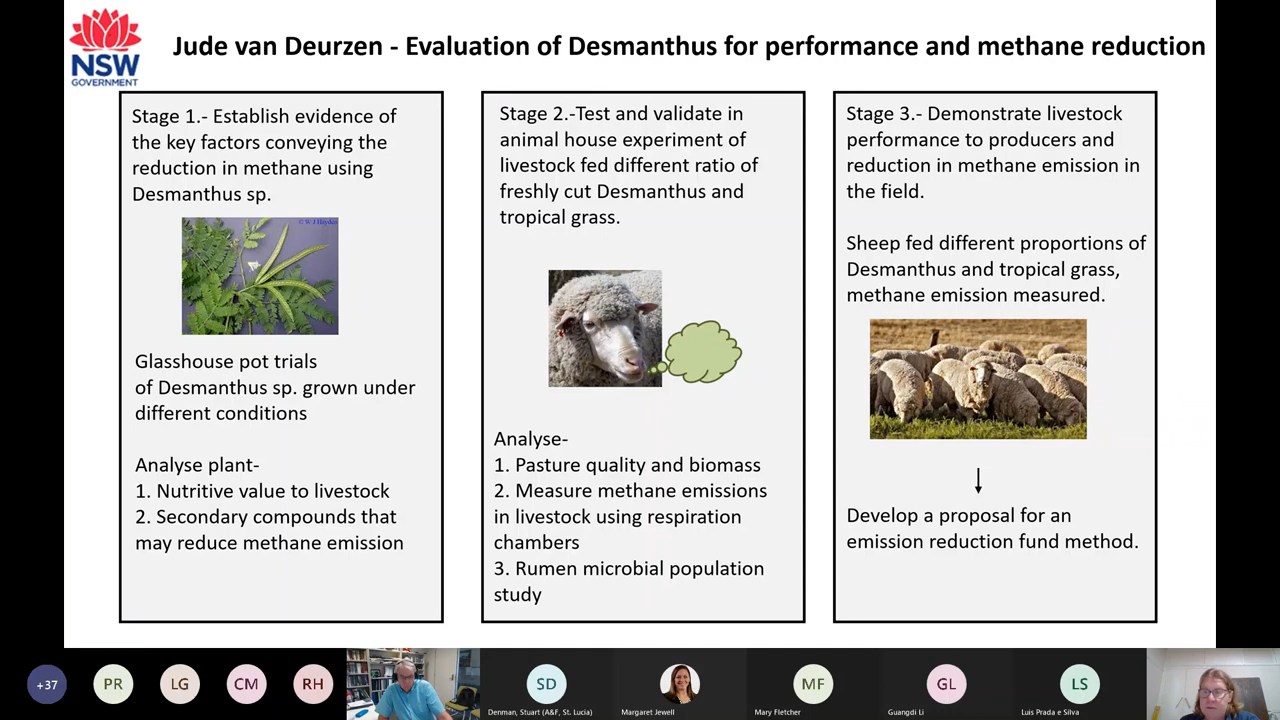 NSW
GOVERNMENT
Jude van Deurzen - Evaluation of Desmanthus for performance and methane reduction
Stage 1.- Establish evidence of
the key factors conveying the
reduction in methane using
Desmanthus sp.
© W J Hayden
Glasshouse pot trials
of Desmanthus sp. grown under
different conditions
Analyse plant-
1. Nutritive value to livestock
2. Secondary compounds that
may reduce methane emission
Stage 2.-Test and validate in
animal house experiment of
livestock fed different ratio of
freshly cut Desmanthus and
tropical grass.
Analyse-
1. Pasture quality and biomass
2. Measure methane emissions
in livestock using respiration
chambers
3. Rumen microbial population
study
Stage 3.- Demonstrate livestock
performance to producers and
reduction in methane emission in
the field.
Sheep fed different proportions of
Desmanthus and tropical grass,
methane emission measured.
Develop a proposal for an
emission reduction fund method.
+37
PR
LG
CM
RH
SD
MF
GL
LS
Denman, Stuart (A&F, St. Lucia)
Margaret Jewell
Mary Fletcher
Guangdi Li
Luis Prada e Silva